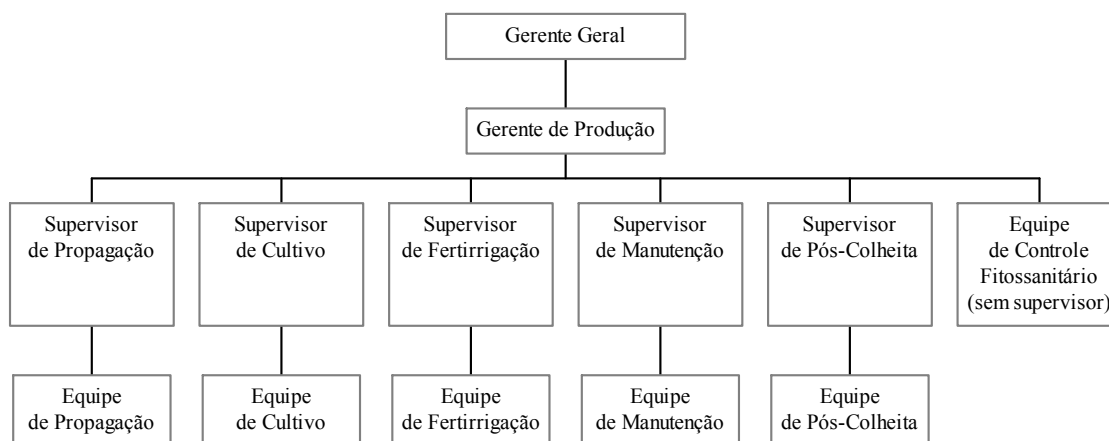 Gerente Geral
Gerente de Produção
Supervisor
de Propagação
Supervisor
de Cultivo
Supervisor
de Fertirrigação
Supervisor
de Manutenção
Supervisor
de Pós-Colheita
Equipe
de Controle
Fitossanitário
(sem supervisor)
Equipe
de Propagação
Equipe
de Cultivo
Equipe
de Fertirrigação
Equipe
de Manutenção
Equipe
de Pós-Colheita